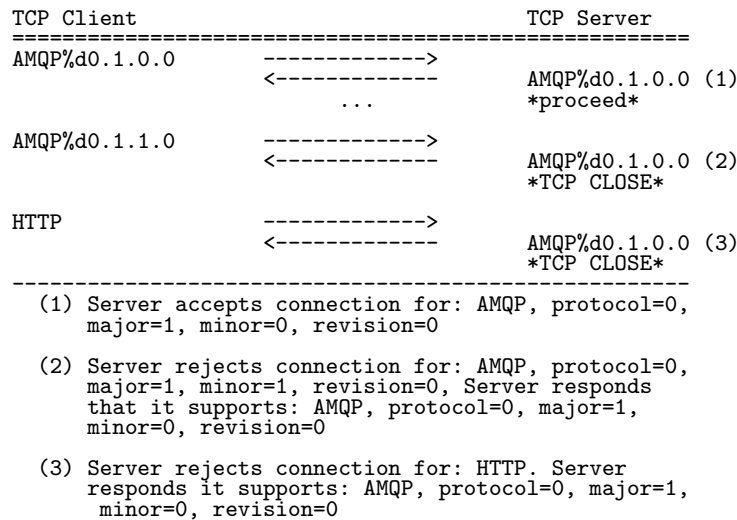 TCP Client                                  TCP Server
======================================================
AMQP%d0.1.0.0       ------------->
                    <-------------       AMQP%d0.1.0.0 (1)
                          ...            *proceed*
AMQP%d0.1.1.0       ------------->
                    <-------------       AMQP%d0.1.0.0 (2)
                                         *TCP CLOSE*
HTTP                ------------->
                    <-------------       AMQP%d0.1.0.0 (3)
                                         *TCP CLOSE*
------------------------------------------------------
(1) Server accepts connection for: AMQP, protocol=0,
major=1, minor=0, revision=0
(2) Server rejects connection for: AMQP, protocol=0,
major=1, minor=1, revision=0, Server responds
that it supports: AMQP, protocol=0, major=1,
minor=0, revision=0
(3) Server rejects connection for: HTTP. Server
responds it supports: AMQP, protocol=0, major=1,
minor=0, revision=0